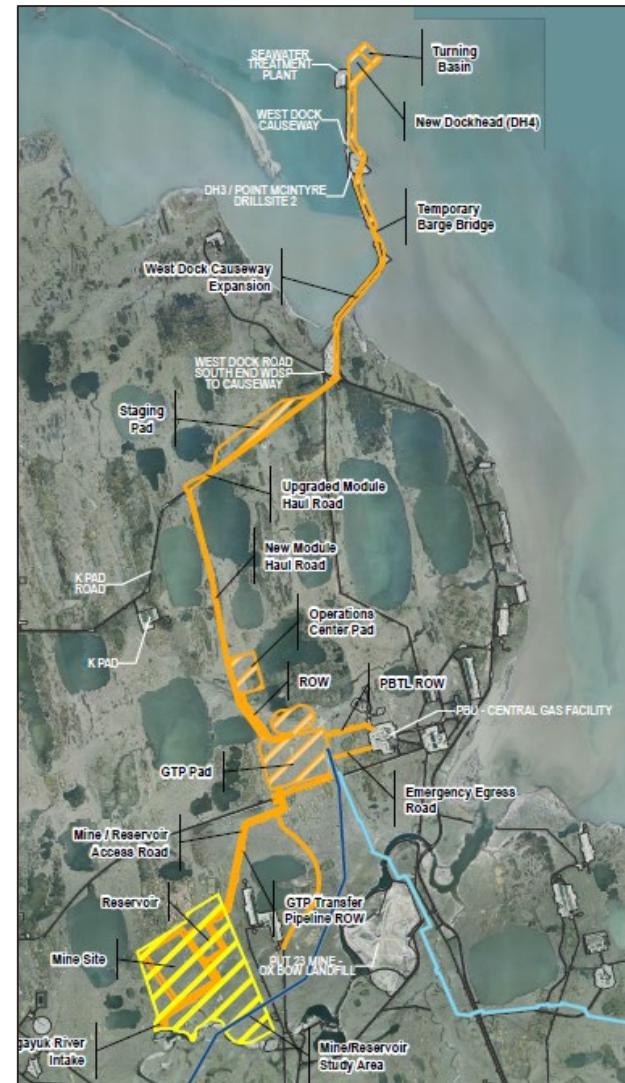 SEAWATER
TREATMENT
PLANT
Turning
Basin
WEST DOCK
CAUSEWAY
New Dockhead (DH4)
DH3 / POINT MCINTYRE
DRILLSITE 2
Temporary
Barge Bridge
West Dock Causeway
Expansion
WEST DOCK ROAD
SOUTH END WDSP
TO CAUSEWAY
Staging
Pad
Upgraded Module
Haul Road
New Module
Haul Road
K PAD
ROAD
Operations
Center Pad
K PAD
ROW
PBTL ROW
PBU - CENTRAL GAS FACILITY
GTP Pad
Emergency Egress
Road
Mine / Reservoir
Access Road
Reservoir
GTP Transfer
Pipeline ROW
Mine Site
PUT 23 MINE -
OX BOW LANDFILL
gayuk River
Intake
Mine/Reservoir
Study Area